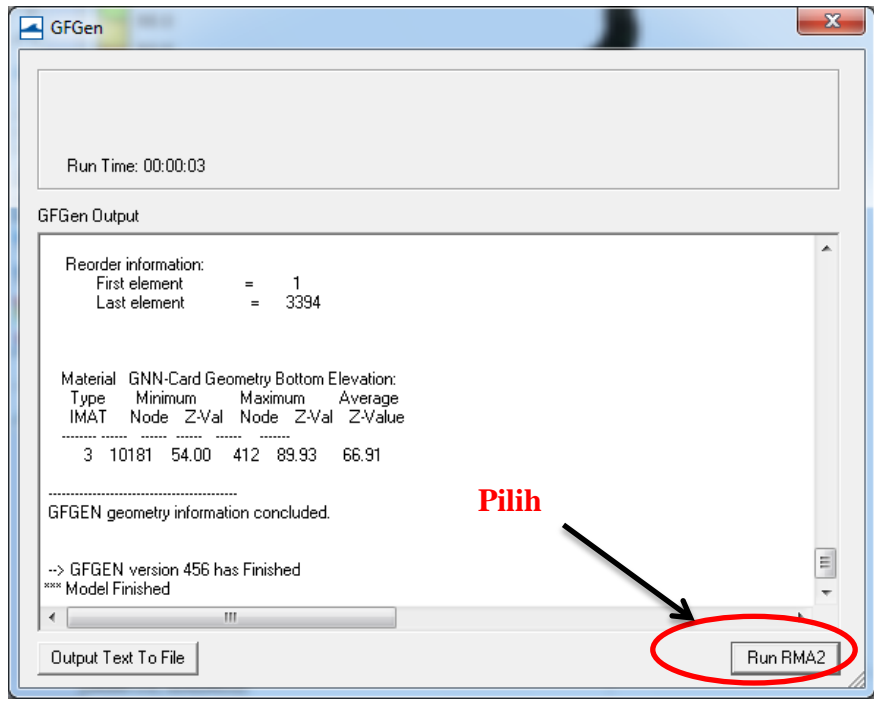 GFGen
Run Time: 00:00:03
GFGen Output
Reorder information:
First element = 1
Last element = 3394
Material GNN-Card Geometry Bottom Elevation:
Type Minimum Maximum Average
IMAT Node Z-Val Node Z-Val Z-Value
-------- ------ ------ ------ ------ -------
3 10181 54.00 412 89.93 66.91
-----------------------------------------
GFGEN geometry information concluded.
Pilih
--> GFGEN version 456 has Finished
*** Model Finished
Output Text To File
Run RMA2